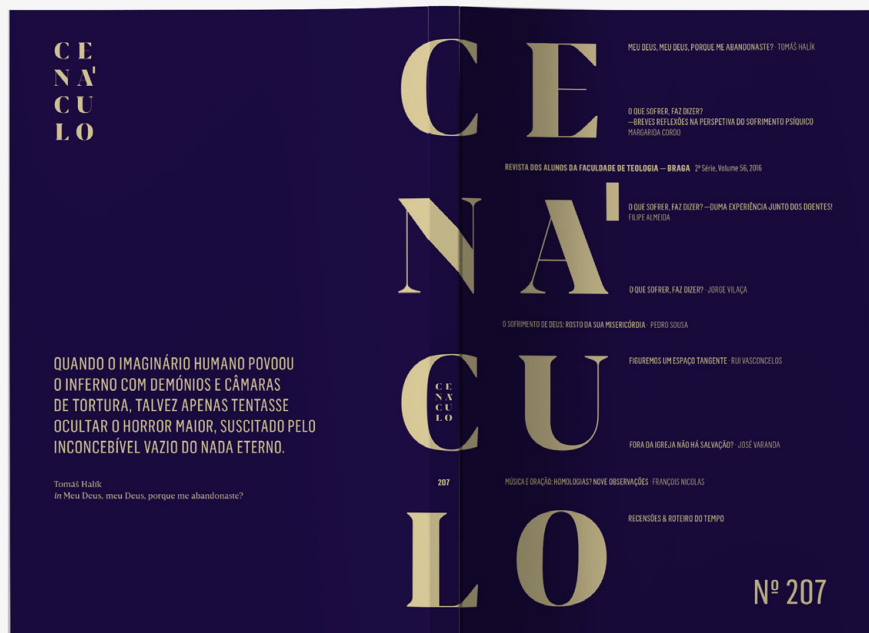 CE
NÁ
CU
LO
QUANDO O IMAGINÁRIO HUMANO POVOOU
O INFERNO COM DEMÓNIOS E CÂMARAS
DE TORTURA, TALVEZ APENAS TENTASSE
OCULTAR O HORROR MAIOR, SUSCITADO PELO
INCONCEBÍVEL VAZIO DO NADA ETERNO.
Tomáš Halík
In Meu Deus, meu Deus, porque me abandonaste?
CE
NÁ
CU
LO
207
CE
NÁ
CU
LO
MEU DEUS, MEU DEUS, PORQUE ME ABANDONASTE? · TOMÁŠ HALÍK
O QUE SOFRER, FAZ DIZER?
—BREVES REFLEXÕES NA PERSPETIVA DO SOFRIMENTO PSÍQUICO
MARGARIDA CORDO
REVISTA DOS ALUNOS DA FACULDADE DE TEOLOGIA — BRAGA 2ª Série, Volume 56, 2016
O QUE SOFRER, FAZ DIZER? —DUMA EXPERIÊNCIA JUNTO DOS DOENTES!
FILIPE ALMEIDA
O QUE SOFRER, FAZ DIZER? · JORGE VILAÇA
O SOFRIMENTO DE DEUS: ROSTO DA SUA MISERICÓRDIA · PEDRO SOUSA
FIGUREMOS UM ESPAÇO TANGENTE · RUI VASCONCELOS
FORA DA IGREJA NÃO HÁ SALVAÇÃO? · JOSÉ VARANDA
MÚSICA E ORAÇÃO: HOMOLOGIAS? NOVE OBSERVAÇÕES · FRANÇOIS NICOLAS
RECENSÕES & ROTEIRO DO TEMPO
Nº 207